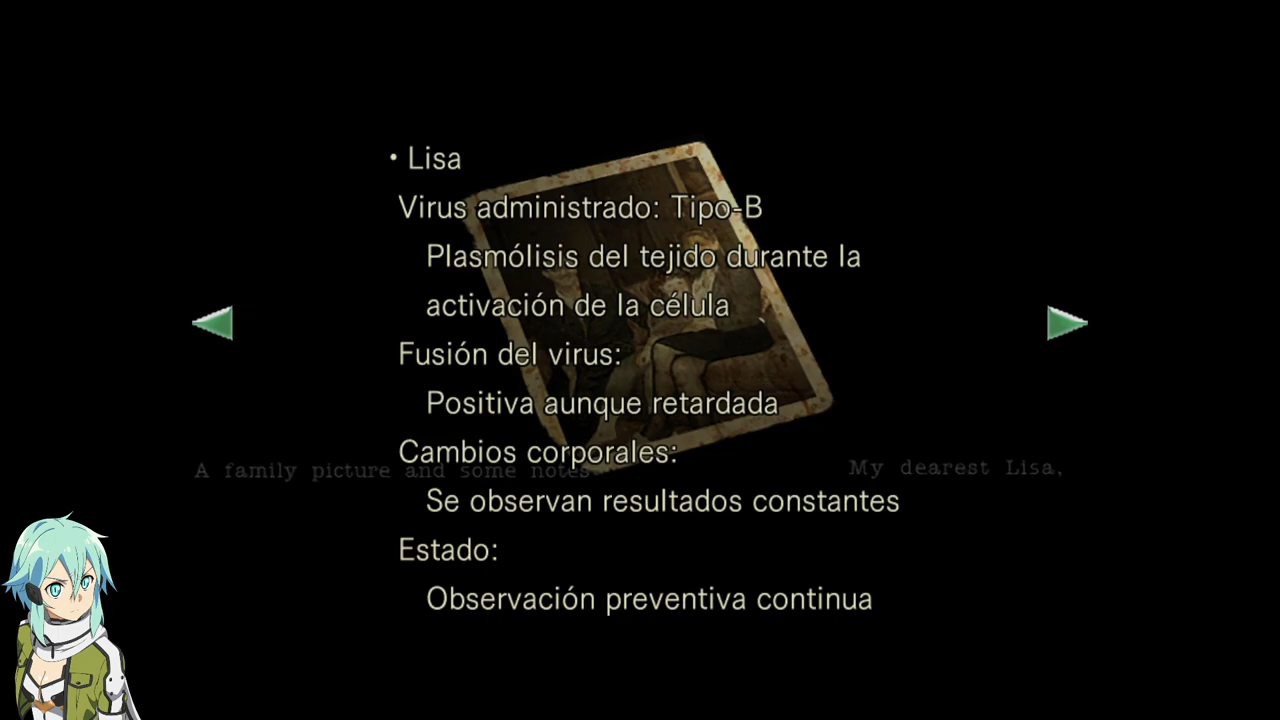 • Lisa
Virus administrado: Tipo-B
Plasmólisis del tejido durante la
activación de la célula
Fusión del virus:
Positiva aunque retardada
Cambios corporales:
A family picture and some notes
My dearest Lisa,
Se observan resultados constantes
Estado:
Observación preventiva continua